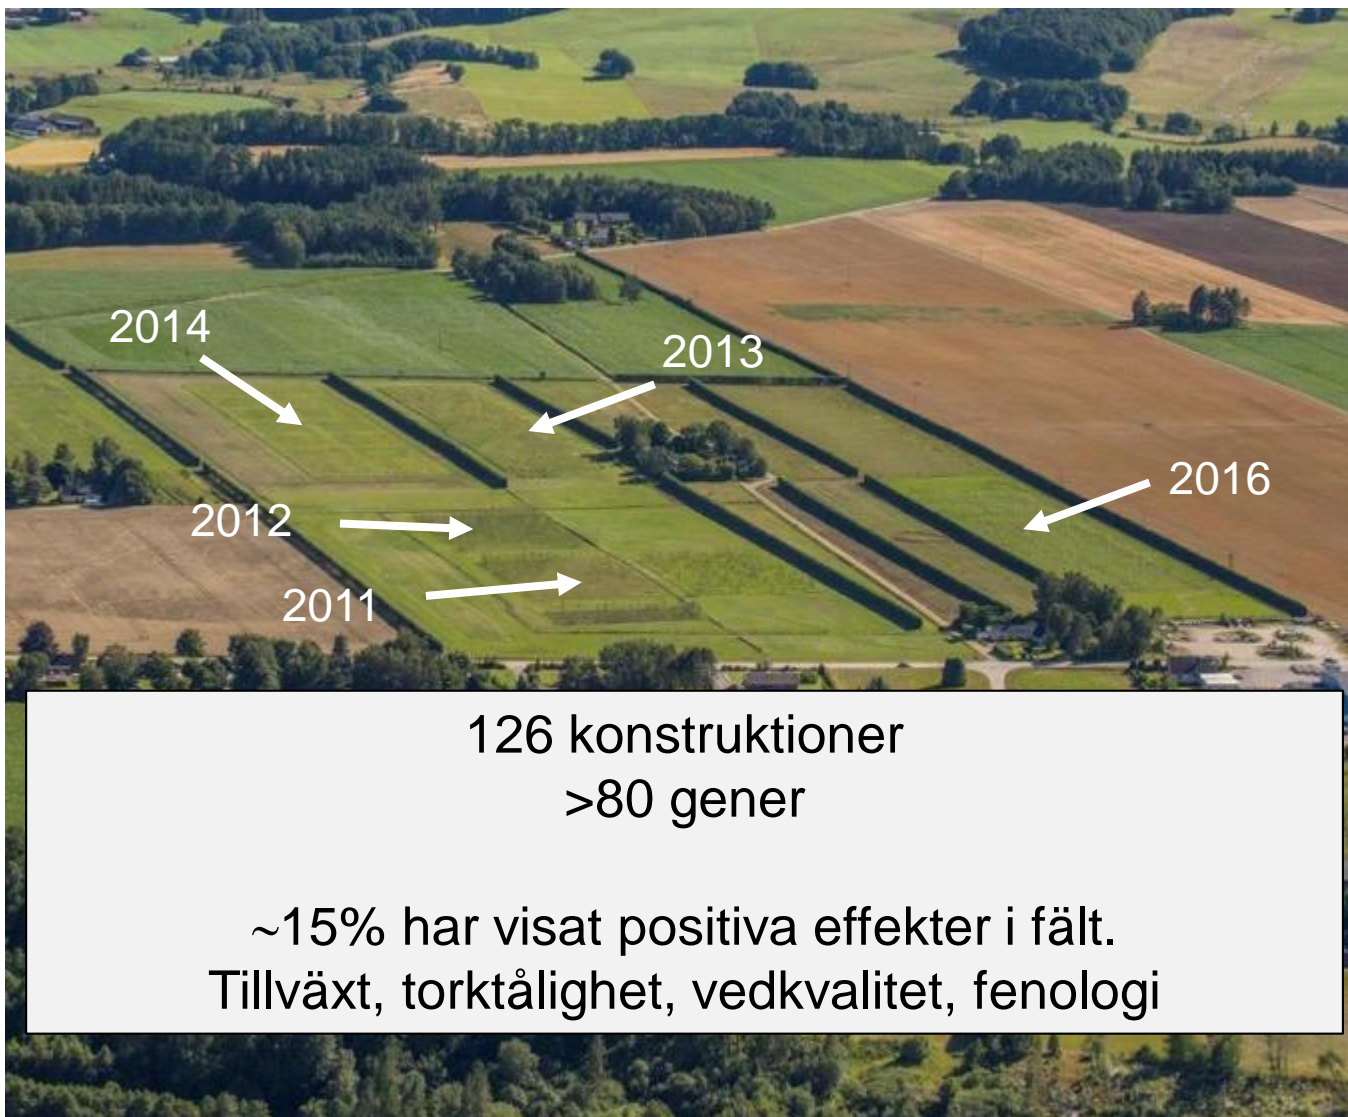 2014
2013
2016
2012
2011
126 konstruktioner
>80 gener
~15% har visat positiva effekter i fält.
Tillväxt, torktålighet, vedkvalitet, fenologi